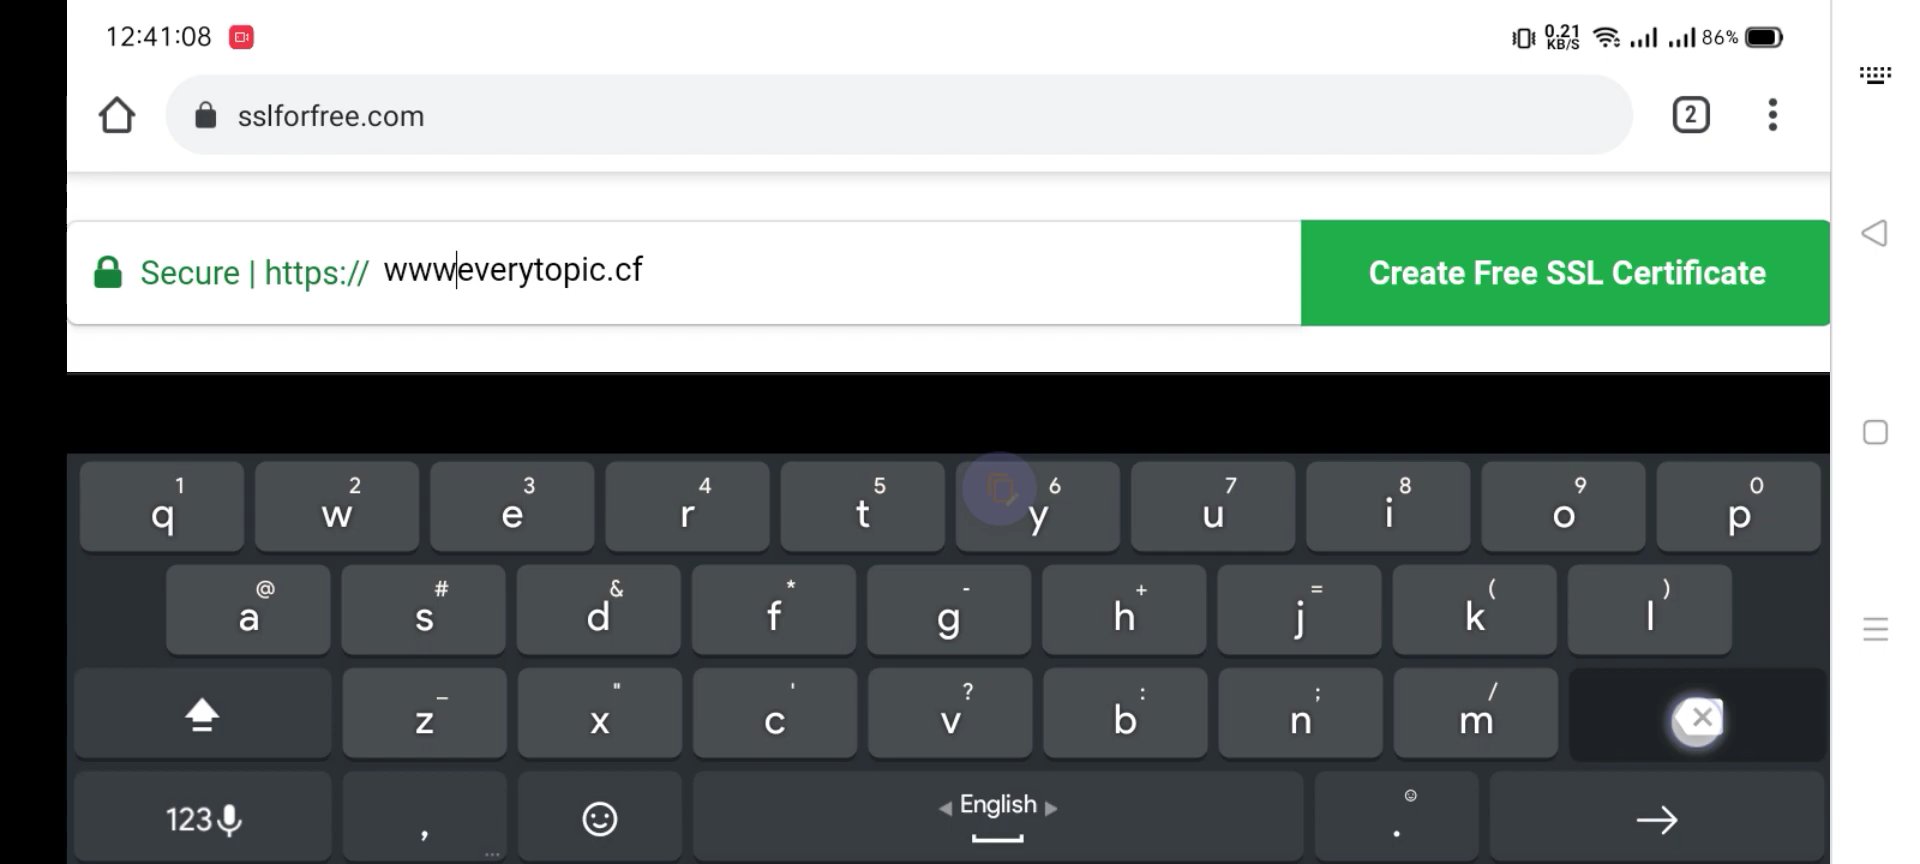 12:41:08 0.21 KB/S 86%
sslforfree.com 2
Secure | https:// wwweverytopic.cf Create Free SSL Certificate
1 2 3 4 5 6 7 8 9 0
q w e r t y u i o p
@ # & * - + = ( )
a s d f g h j k l
_ " ' ? : ; /
z x c v b n m
123 , English .